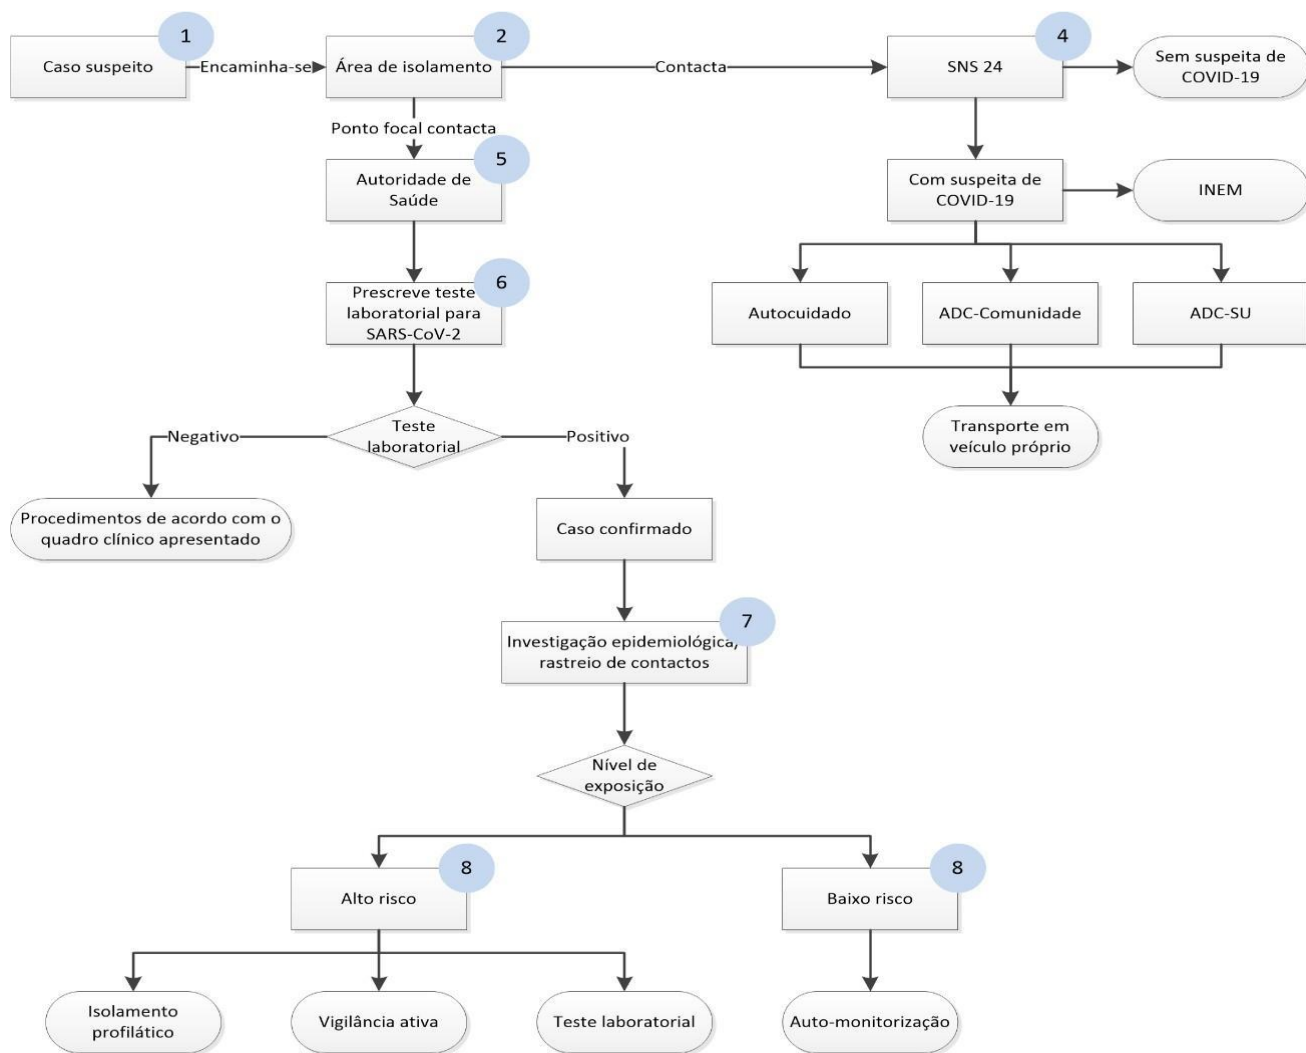 1
Caso suspeito
Encaminha-se
2
Área de isolamento
Contacta
4
SNS 24
Sem suspeita de
COVID-19
Ponto focal contacta
5
Autoridade de
Saúde
Com suspeita de
COVID-19
INEM
6
Prescreve teste
laboratorial para
SARS-CoV-2
Autocuidado
ADC-Comunidade
ADC-SU
Negativo
Teste
laboratorial
Positivo
Transporte em
veículo próprio
Procedimentos de acordo com o
quadro clínico apresentado
Caso confirmado
7
Investigação epidemiológica/
rastreio de contactos
Nível de
exposição
8
Alto risco
8
Baixo risco
Isolamento
profilático
Vigilância ativa
Teste laboratorial
Auto-monitorização